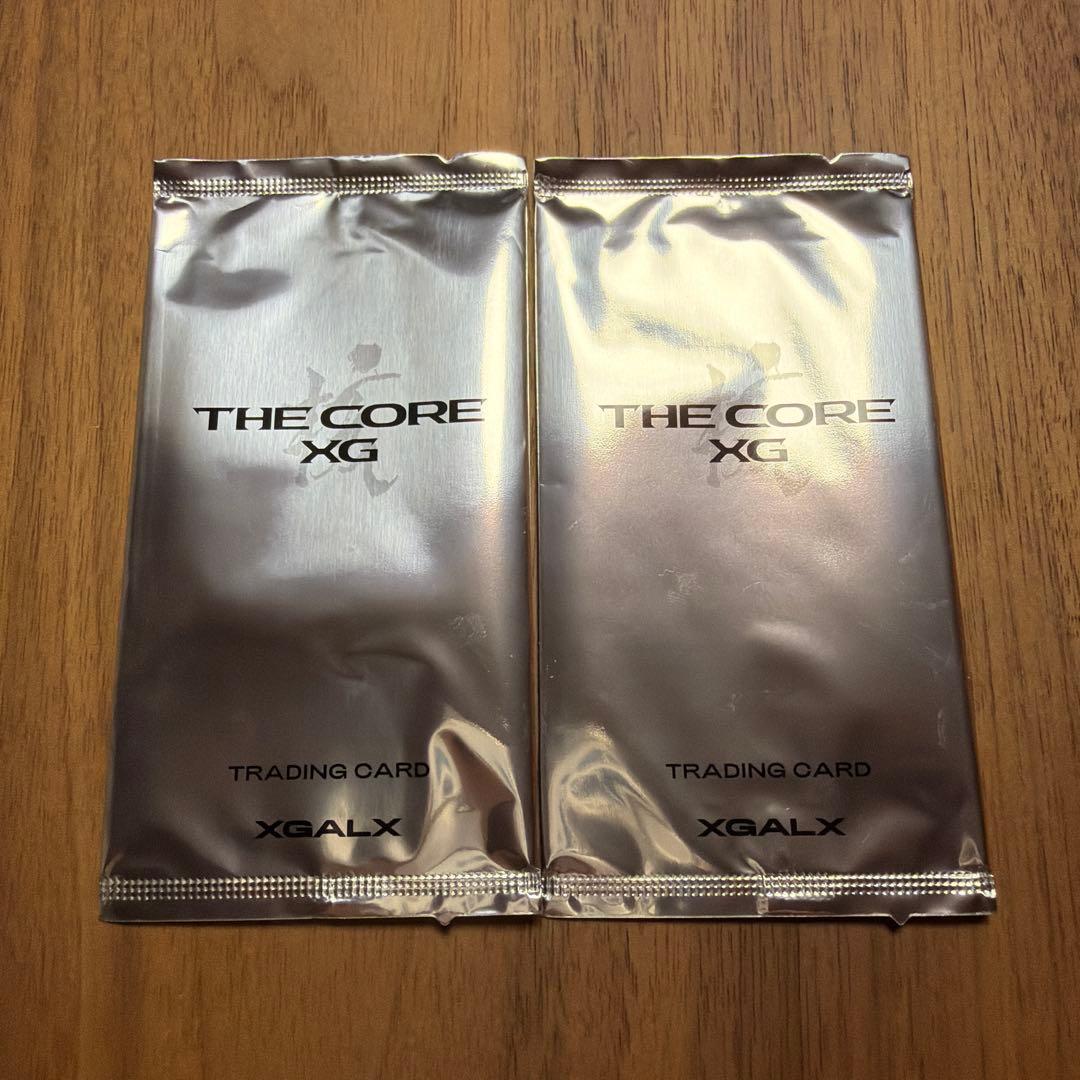 THE CORE
XG
TRADING CARD
XGALX
THE CORE
XG
TRADING CARD
XGALX